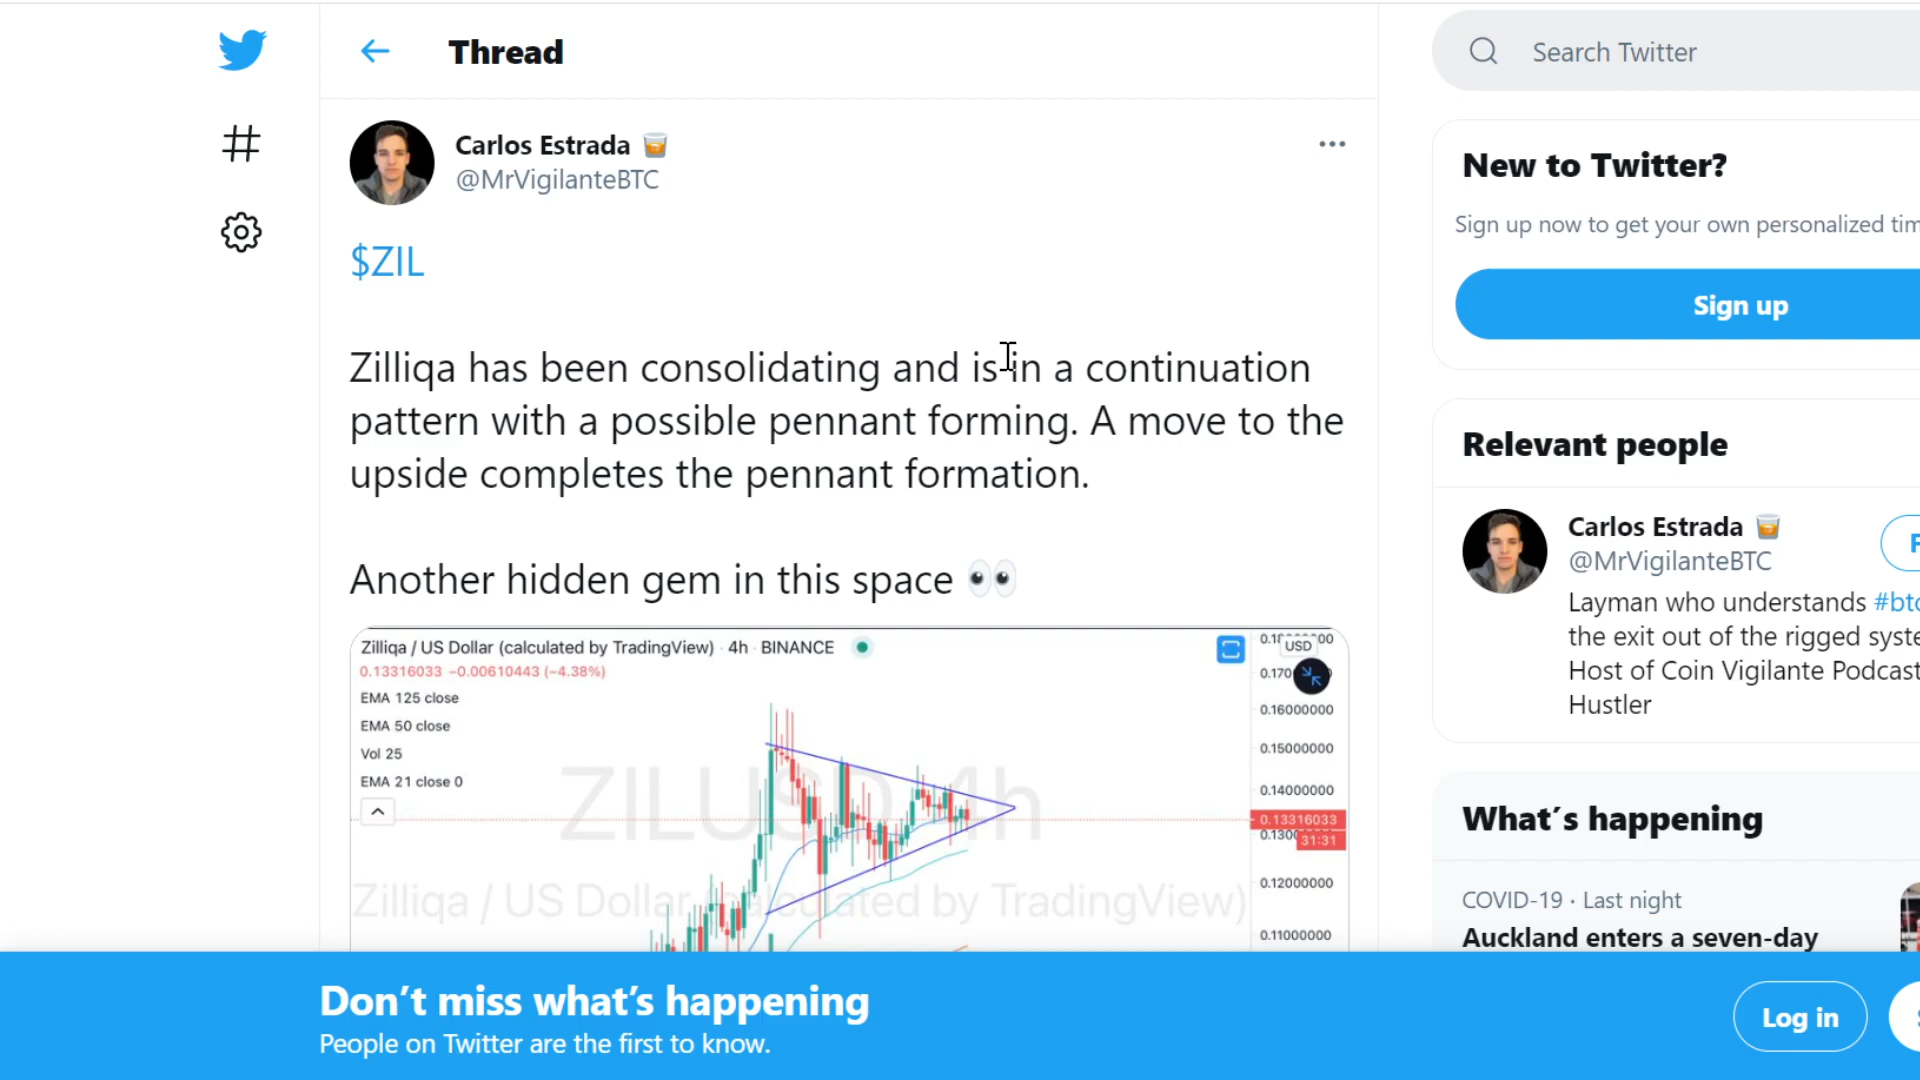 Thread
Search Twitter
Carlos Estrada
@MrVigilanteBTC
$ZIL
Zilliqa has been consolidating and is in a continuation
pattern with a possible pennant forming. A move to the
upside completes the pennant formation.
Another hidden gem in this space
Zilliqa / US Dollar (calculated by TradingView) · 4h · BINANCE
0.13316033 −0.00610443 (−4.38%)
EMA 125 close
EMA 50 close
Vol 25
EMA 21 close 0
USD
0.16000000
0.15000000
0.14000000
0.13316033
31:31
0.12000000
0.11000000
ZILUSD 4h
Zilliqa / US Dollar (calculated by TradingView)
New to Twitter?
Sign up now to get your own personalized
Sign up
Relevant people
Carlos Estrada
@MrVigilanteBTC
Layman who understands
the exit out of the rigged
Host of Coin Vigilante Podcast
Hustler
What's happening
COVID-19 · Last night
Auckland enters a seven-day
Don't miss what's happening
People on Twitter are the first to know.
Log in